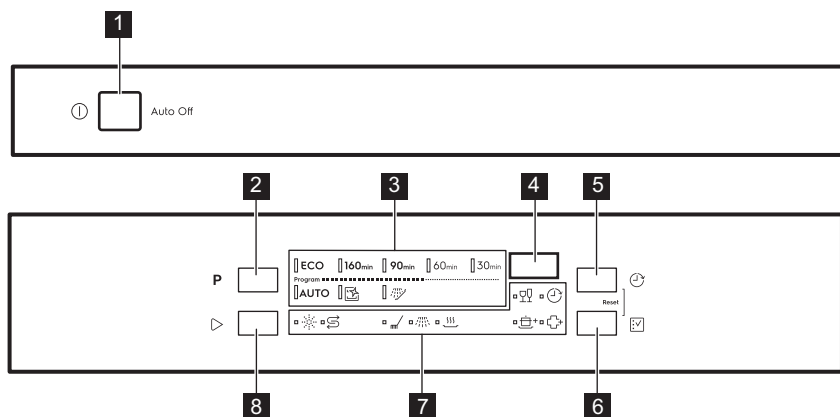 1
Auto Off
2 3 4 5
P
ECO 160min 90min 60min 30min
Program
AUTO
Reset
8 7 6